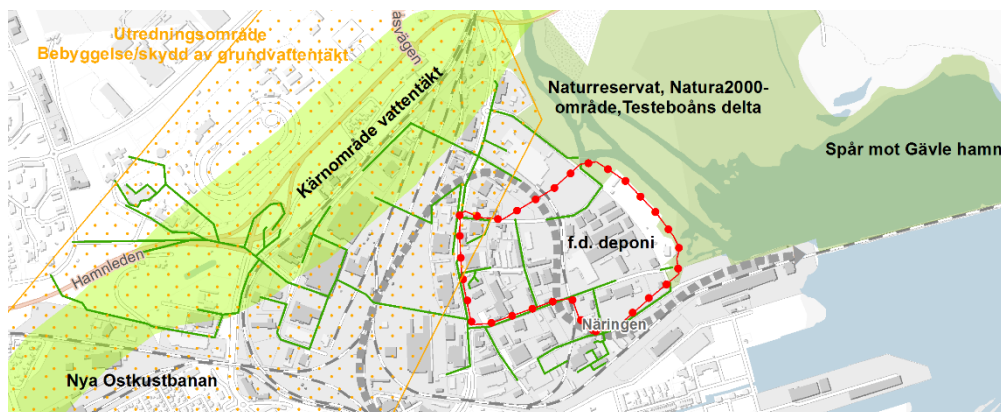 Utredningsområde
Bebyggelse/skydd av grundvattentäkt
åsvägen
Naturreservat, Natura2000-
område,Testeboåns delta
Kärnområde vattentäkt
Spår mot Gävle hamn
f.d. deponi
Hamnleden
Näringen
Nya Ostkustbanan